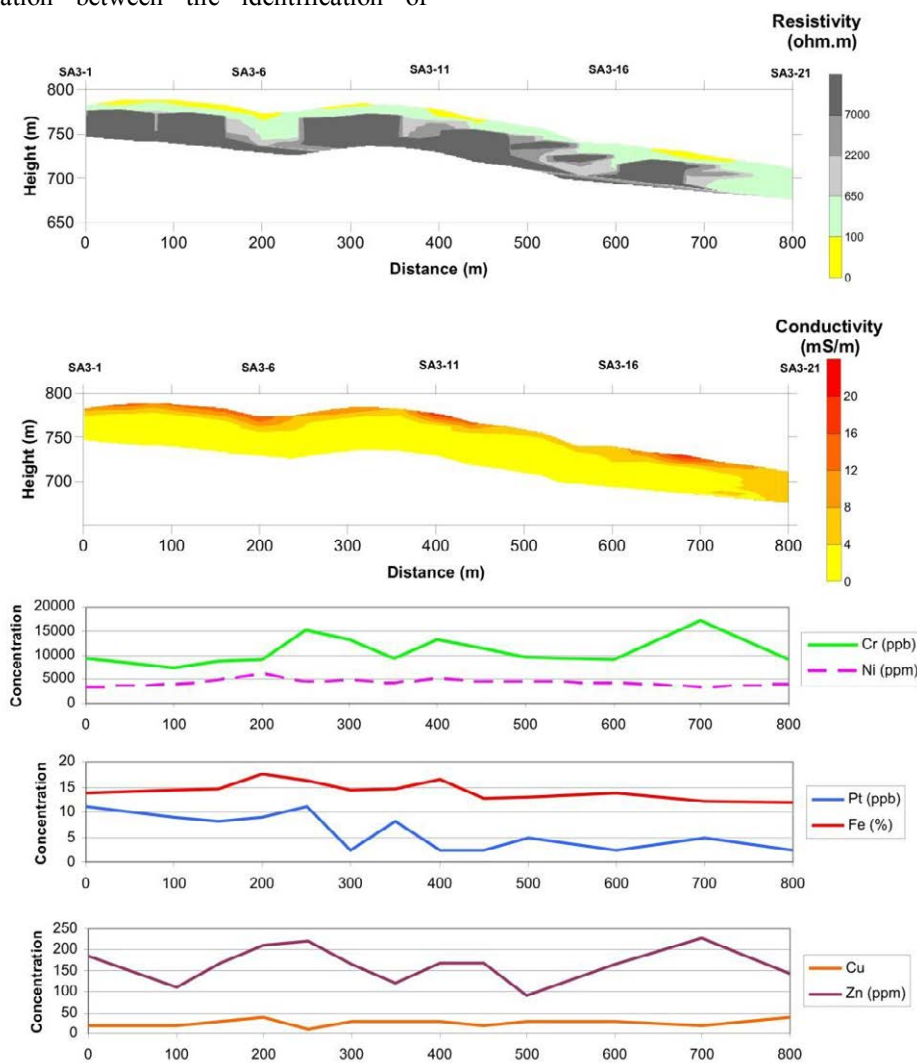 ation between the identification of
Resistivity
(ohm.m)
SA3-1 SA3-6 SA3-11 SA3-16 SA3-21
800
750
700
650
Height (m)
0 100 200 300 400 500 600 700 800
Distance (m)
7000
2200
650
100
0
Conductivity
(mS/m)
SA3-1 SA3-6 SA3-11 SA3-16 SA3-21
800
750
700
Height (m)
0 100 200 300 400 500 600 700 800
Distance (m)
20
16
12
8
4
0
Concentration
20000
15000
10000
5000
0
0 100 200 300 400 500 600 700 800
Cr (ppb)
Ni (ppm)
Concentration
20
15
10
5
0
0 100 200 300 400 500 600 700 800
Pt (ppb)
Fe (%)
Concentration
250
200
150
100
50
0
0 100 200 300 400 500 600 700 800
Cu
Zn (ppm)